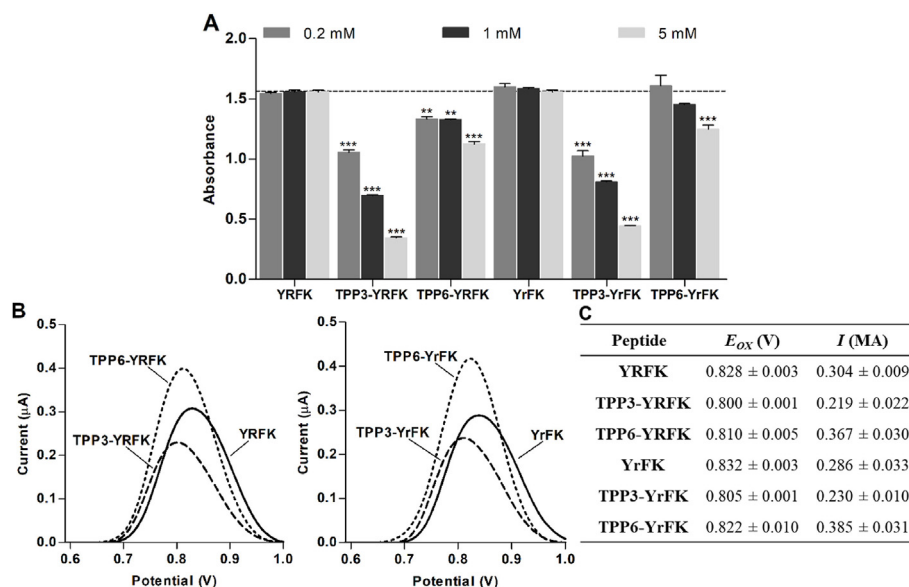 A
0.2 mM 1 mM 5 mM
2.0
1.5
1.0
0.5
0.0
Absorbance
*** *** ***
** ** ***
*** *** ***
***
YRFK TPP3-YRFK TPP6-YRFK YrFK TPP3-YrFK TPP6-YrFK
B
0.5
0.4
0.3
0.2
0.1
0.0
Current (µA)
TPP6-YRFK
TPP3-YRFK
YRFK
0.6 0.7 0.8 0.9 1.0
Potential (V)
0.5
0.4
0.3
0.2
0.1
0.0
Current (µA)
TPP6-YrFK
TPP3-YrFK
YrFK
0.6 0.7 0.8 0.9 1.0
Potential (V)
C
Peptide EOX (V) I (MA)
YRFK 0.828 ± 0.003 0.304 ± 0.009
TPP3-YRFK 0.800 ± 0.001 0.219 ± 0.022
TPP6-YRFK 0.810 ± 0.005 0.367 ± 0.030
YrFK 0.832 ± 0.003 0.286 ± 0.033
TPP3-YrFK 0.805 ± 0.001 0.230 ± 0.010
TPP6-YrFK 0.822 ± 0.010 0.385 ± 0.031